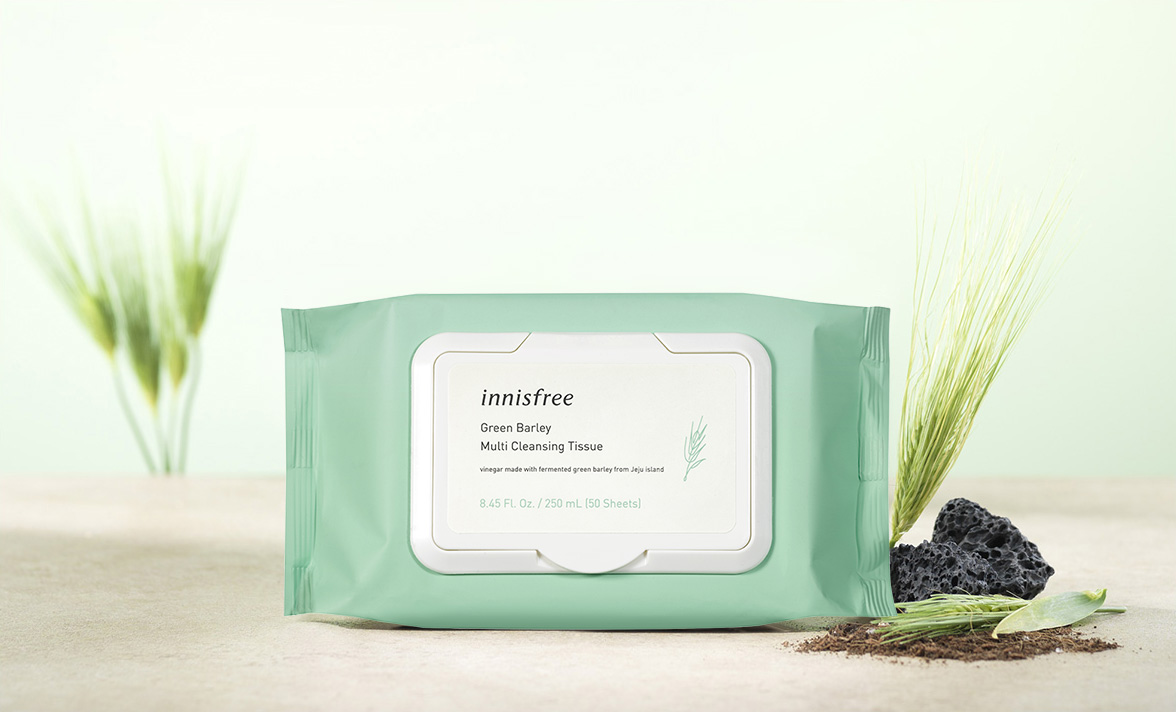 innisfree
Green Barley
Multi Cleansing Tissue
vinegar made with fermented green barley from Jeju island
8.45 Fl. Oz. / 250 mL (50 Sheets)